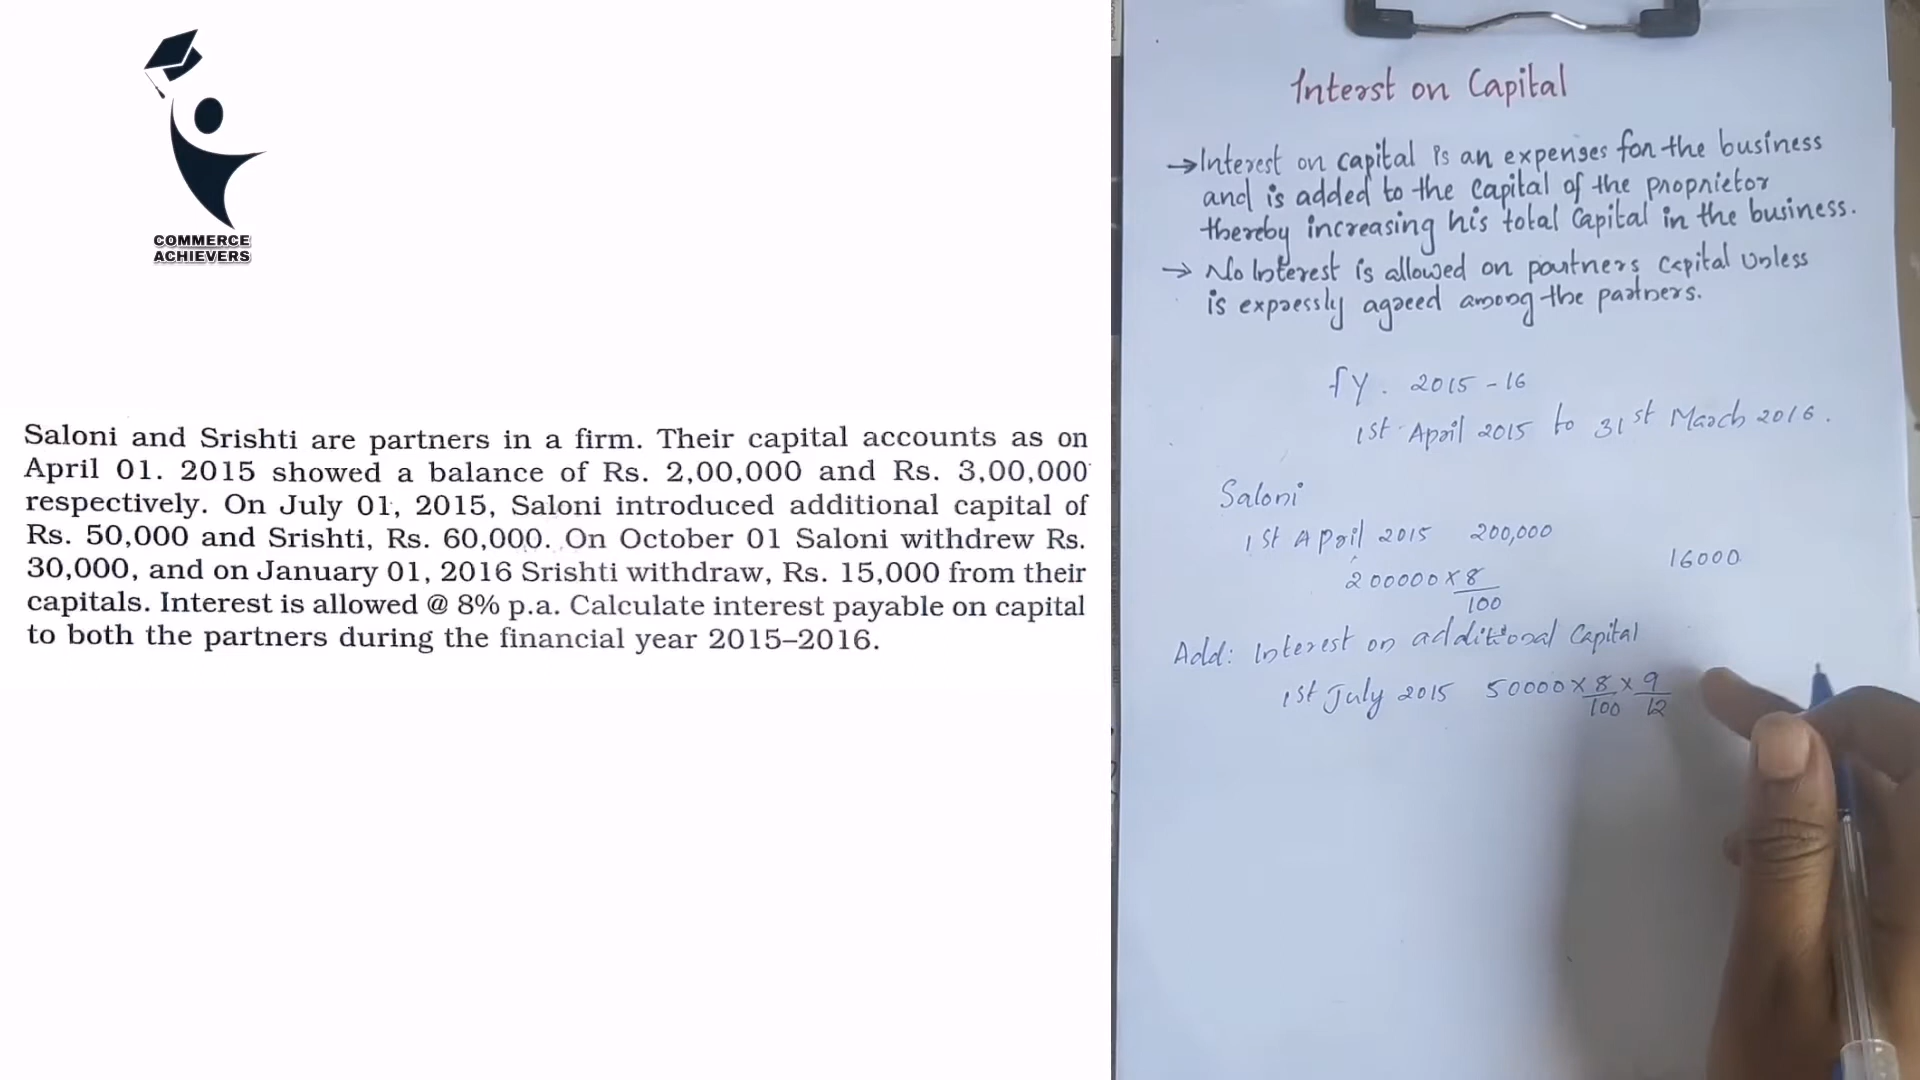 COMMERCE
ACHIEVERS
Saloni and Srishti are partners in a firm. Their capital accounts as on
April 01. 2015 showed a balance of Rs. 2,00,000 and Rs. 3,00,000
respectively. On July 01, 2015, Saloni introduced additional capital of
Rs. 50,000 and Srishti, Rs. 60,000. On October 01 Saloni withdrew Rs.
30,000, and on January 01, 2016 Srishti withdraw, Rs. 15,000 from their
capitals. Interest is allowed @ 8% p.a. Calculate interest payable on capital
to both the partners during the financial year 2015–2016.
Interst on Capital
→Interest on capital is an expenses for the business
and is added to the Capital of the proprietor
thereby increasing his total Capital in the business.
→ No Interest is allowed on partners capital unless
is expressly agreed among the partners.
fy. 2015-16
1st April 2015 to 31st March 2016.
Saloni
1st April 2015 200,000
200000 × 8/100 16000
Add: Interest on additional Capital
1st July 2015 50000 × 8/100 × 9/12